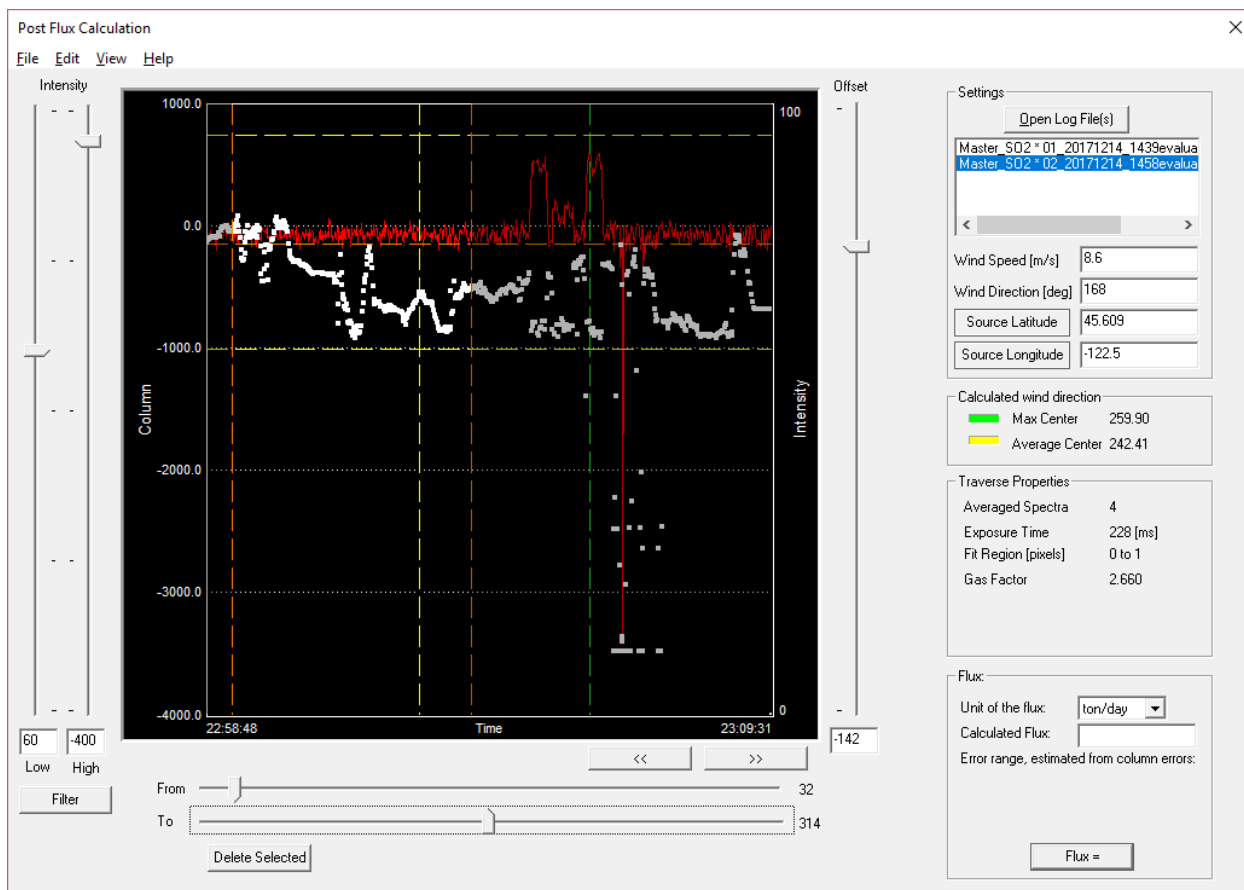 Post Flux Calculation
File Edit View Help
Intensity
Offset
1000.0
0.0
-1000.0
-2000.0
-3000.0
-4000.0
Column
100
0
Intensity
22:58:48
Time
23:09:31
60
-400
Low
High
Filter
-142
<<
>>
From
32
To
314
Delete Selected
Settings
Open Log File(s)
Master_SO2 * 01_20171214_1439evalua
Master_SO2 * 02_20171214_1458evalua
Wind Speed [m/s]
8.6
Wind Direction [deg]
168
Source Latitude
45.609
Source Longitude
-122.5
Calculated wind direction
Max Center 259.90
Average Center 242.41
Traverse Properties
Averaged Spectra 4
Exposure Time 228 [ms]
Fit Region [pixels] 0 to 1
Gas Factor 2.660
Flux:
Unit of the flux: ton/day
Calculated Flux:
Error range, estimated from column errors:
Flux =